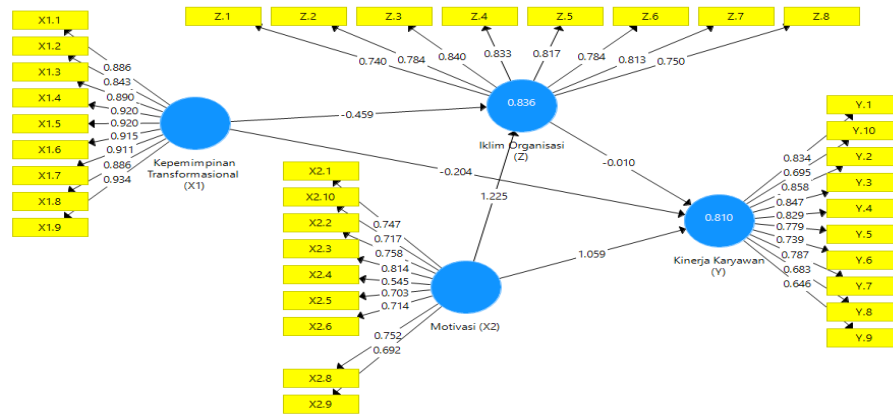 X1.1
X1.2
X1.3
X1.4
X1.5
X1.6
X1.7
X1.8
X1.9
0.886
0.843
0.890
0.920
0.920
0.915
0.911
0.886
0.934
Kepemimpinan
Transformasional
(X1)
Z.1
Z.2
Z.3
Z.4
Z.5
Z.6
Z.7
Z.8
0.740
0.784
0.840
0.833
0.817
0.784
0.813
0.750
0.836
Iklim Organisasi
(Z)
-0.459
-0.204
-0.010
1.225
1.059
X2.1
X2.10
X2.2
X2.3
X2.4
X2.5
X2.6
X2.8
X2.9
0.747
0.717
0.758
0.814
0.545
0.703
0.714
0.752
0.692
Motivasi (X2)
0.810
Kinerja Karyawan
(Y)
0.834
0.695
0.858
0.847
0.829
0.779
0.739
0.787
0.683
0.646
Y.1
Y.10
Y.2
Y.3
Y.4
Y.5
Y.6
Y.7
Y.8
Y.9